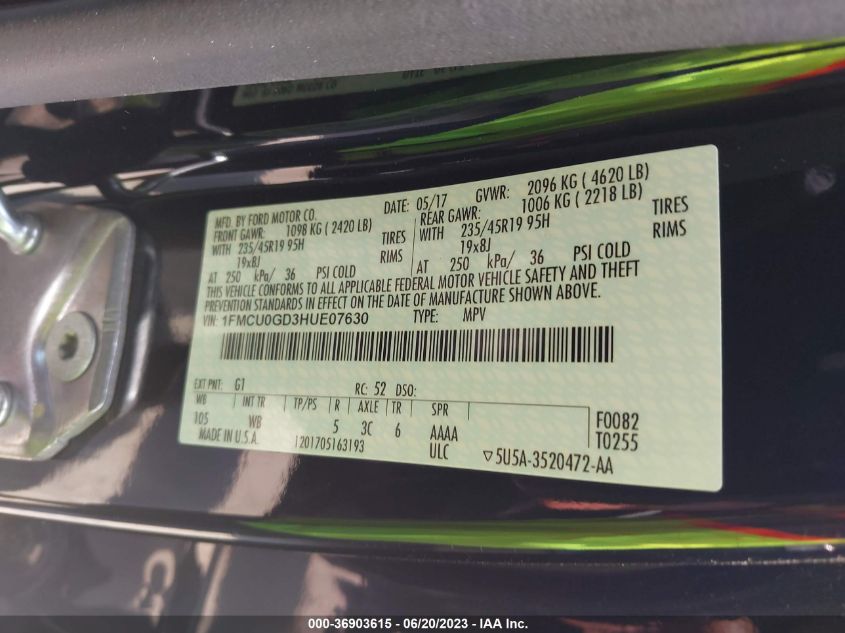 MFD. BY FORD MOTOR CO.
DATE: 05/17 GVWR: 2096 KG ( 4620 LB)
FRONT GAWR: 1098 KG ( 2420 LB) REAR GAWR: 1006 KG ( 2218 LB)
WITH 235/45R19 95H TIRES WITH 235/45R19 95H TIRES
19x8J RIMS 19x8J RIMS
AT 250 kPa/ 36 PSI COLD AT 250 kPa/ 36 PSI COLD
THIS VEHICLE CONFORMS TO ALL APPLICABLE FEDERAL MOTOR VEHICLE SAFETY AND THEFT
PREVENTION STANDARDS IN EFFECT ON THE DATE OF MANUFACTURE SHOWN ABOVE.
VIN: 1FMCU0GD3HUE07630 TYPE: MPV
EXT PNT: G1 RC: 52 DSO:
WB INT TR TP/PS R AXLE TR SPR
105 WB 5 3C 6 AAAA F0082
MADE IN U.S.A. 1201705163193 ULC T0255
5U5A-3520472-AA
000-36903615 - 06/20/2023 - IAA Inc.